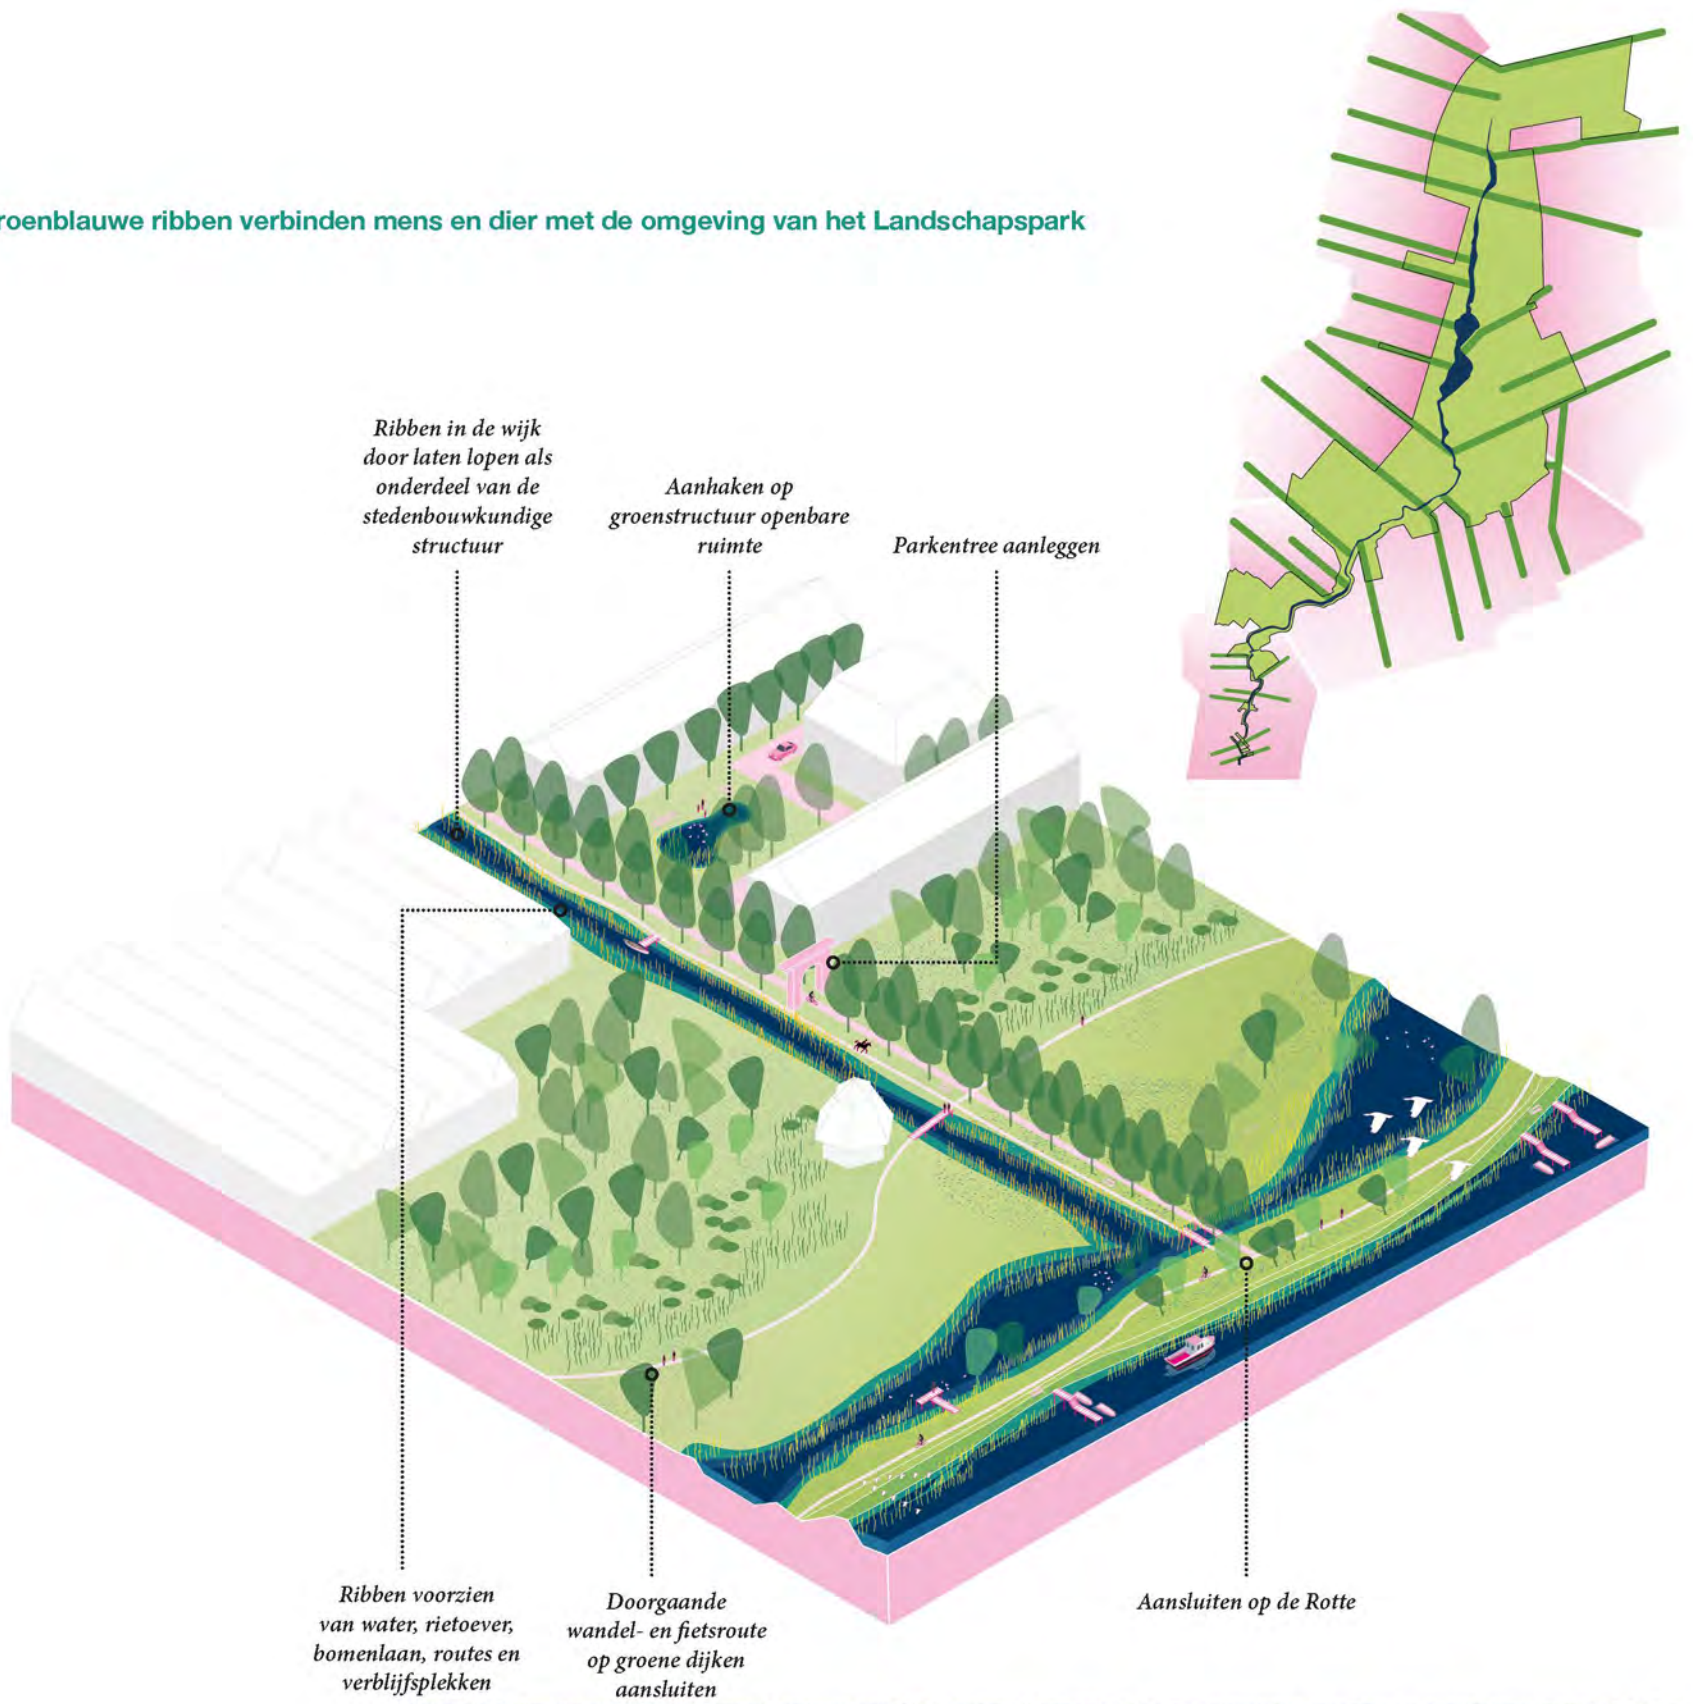 roenblauwe ribben verbinden mens en dier met de omgeving van het Landschapspark
Ribben in de wijk
door laten lopen als
onderdeel van de
stedenbouwkundige
structuur
Aanhaken op
groenstructuur openbare
ruimte
Parkentree aanleggen
Ribben voorzien
van water, rietoever,
bomenlaan, routes en
verblijfsplekken
Doorgaande
wandel- en fietsroute
op groene dijken
aansluiten
Aansluiten op de Rotte